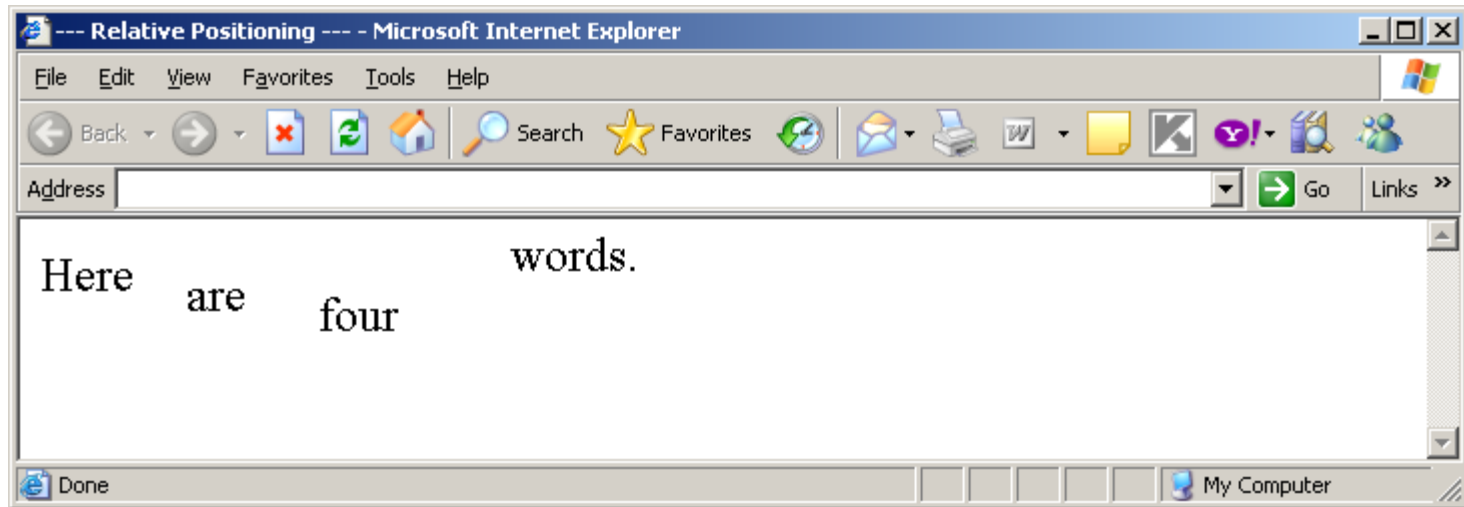 --- Relative Positioning --- - Microsoft Internet Explorer
File Edit View Favorites Tools Help
Back Search Favorites W Y!
Address Go Links »
Here are four words.
Done My Computer